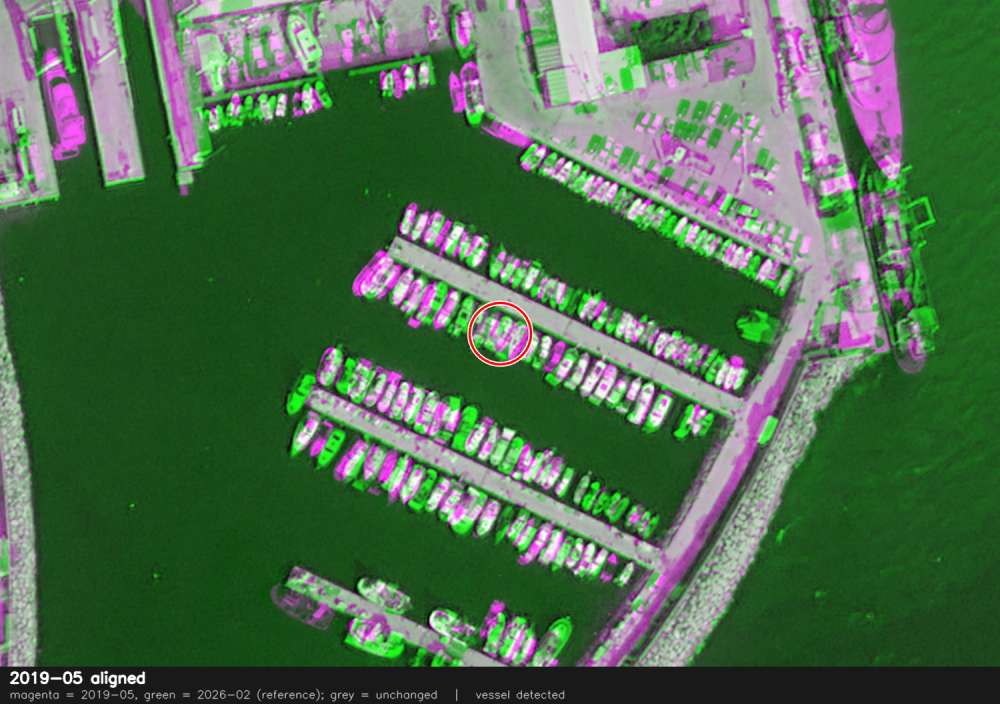 2019-05 aligned
magenta = 2019-05, green = 2026-02 (reference); grey = unchanged | vessel detected